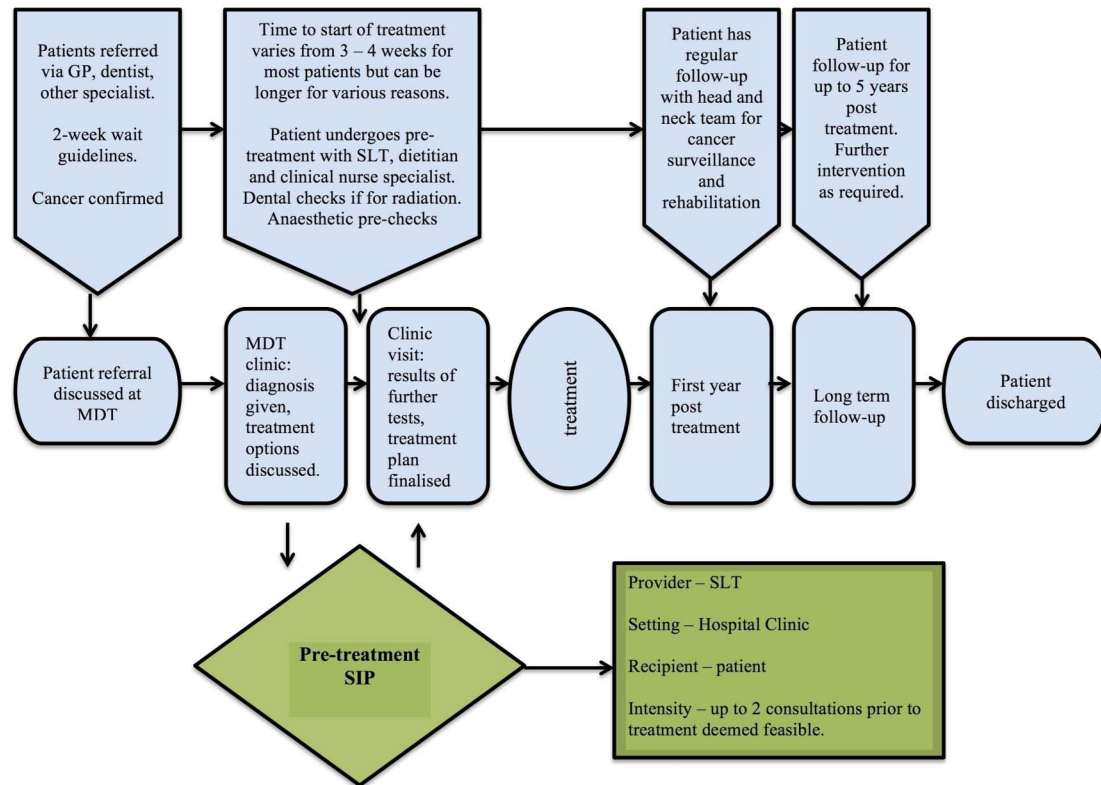 Patients referred
via GP, dentist,
other specialist.
2-week wait
guidelines.
Cancer confirmed
Time to start of treatment
varies from 3 – 4 weeks for
most patients but can be
longer for various reasons.
Patient undergoes pre-
treatment with SLT, dietitian
and clinical nurse specialist.
Dental checks if for radiation.
Anaesthetic pre-checks
Patient has
regular
follow-up
with head and
neck team for
cancer
surveillance
and
rehabilitation
Patient
follow-up for
up to 5 years
post
treatment.
Further
intervention
as required.
Patient referral
discussed at
MDT
MDT
clinic:
diagnosis
given,
treatment
options
discussed.
Clinic
visit:
results of
further
tests,
treatment
plan
finalised
treatment
First year
post
treatment
Long term
follow-up
Patient
discharged
Pre-treatment
SIP
Provider – SLT
Setting – Hospital Clinic
Recipient – patient
Intensity – up to 2 consultations prior to
treatment deemed feasible.